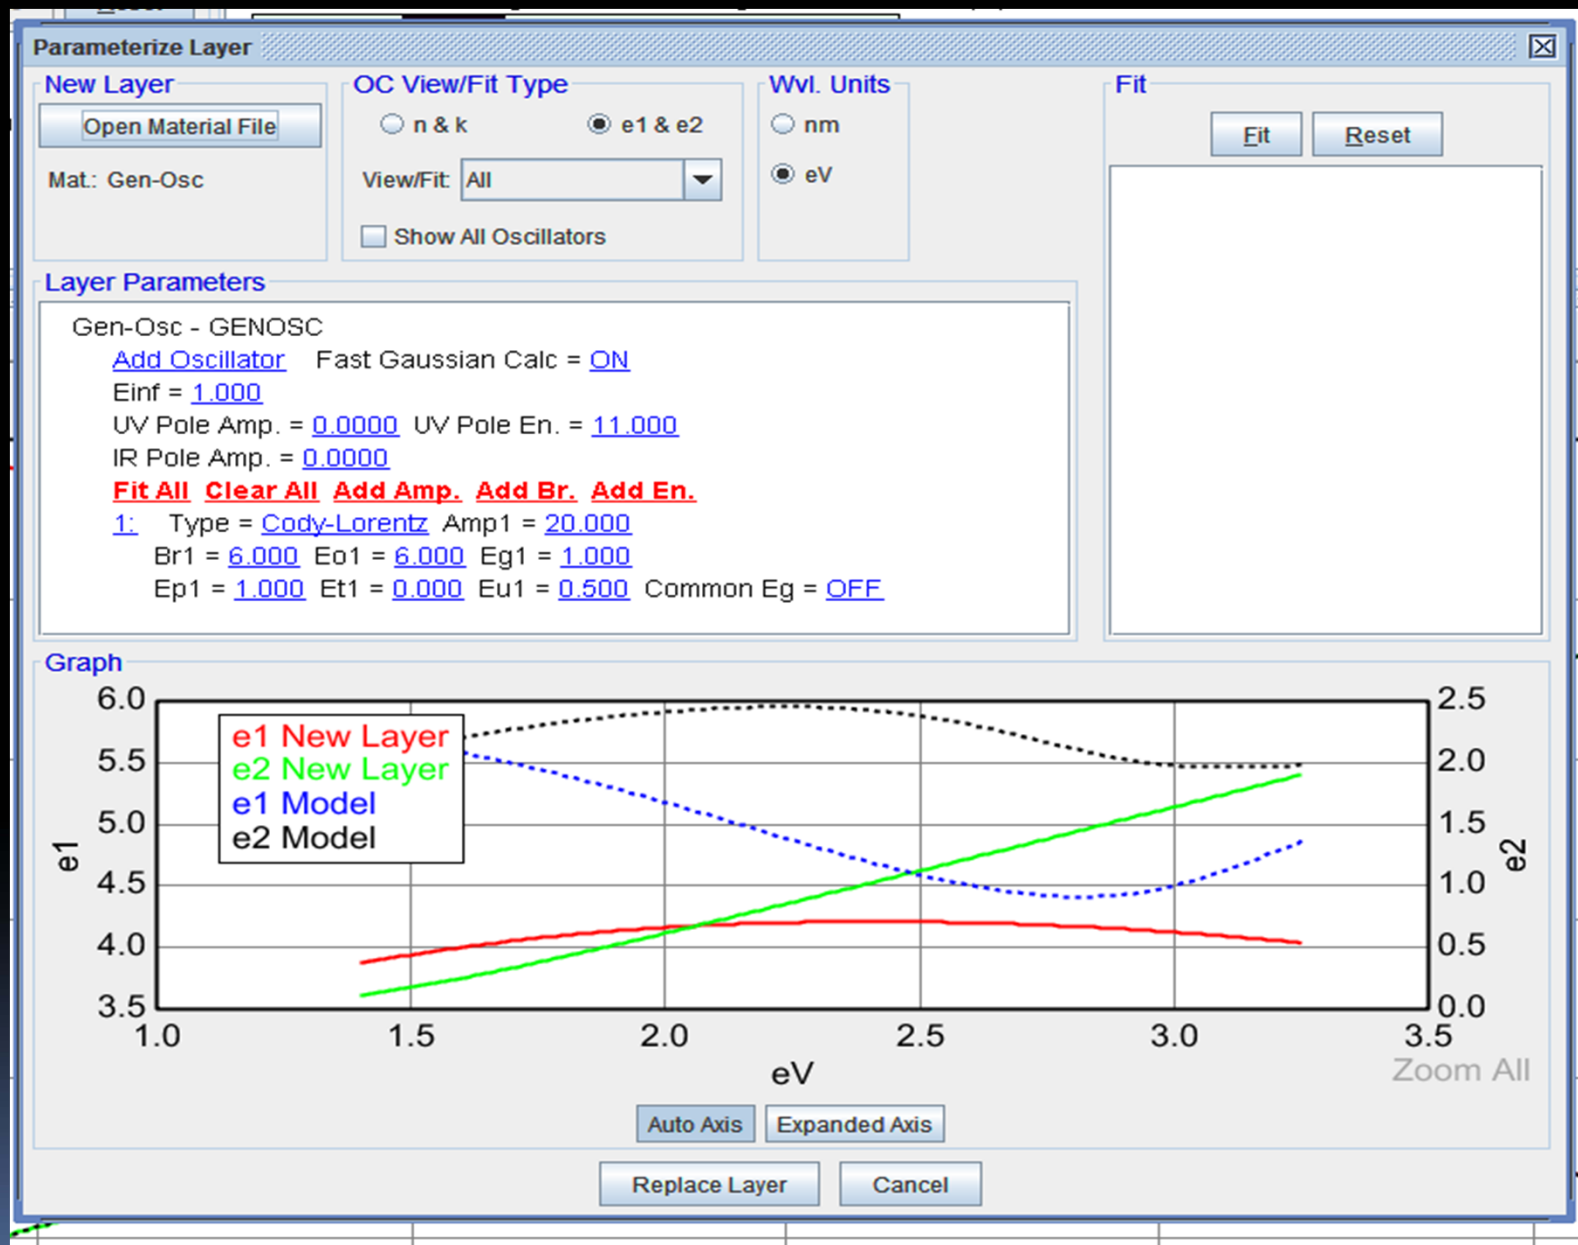 Parameterize Layer
New Layer
Open Material File
Mat.: Gen-Osc
OC View/Fit Type
n & k
e1 & e2
View/Fit: All
Show All Oscillators
Wvl. Units
nm
eV
Fit
Fit Reset
Layer Parameters
Gen-Osc - GENOSC
Add Oscillator Fast Gaussian Calc = ON
Einf = 1.000
UV Pole Amp. = 0.0000 UV Pole En. = 11.000
IR Pole Amp. = 0.0000
Fit All Clear All Add Amp. Add Br. Add En.
1: Type = Cody-Lorentz Amp1 = 20.000
Br1 = 6.000 Eo1 = 6.000 Eg1 = 1.000
Ep1 = 1.000 Et1 = 0.000 Eu1 = 0.500 Common Eg = OFF
Graph
e1 New Layer
e2 New Layer
e1 Model
e2 Model
6.0
5.5
5.0
4.5
4.0
3.5
e1
2.5
2.0
1.5
1.0
0.5
0.0
e2
1.0 1.5 2.0 2.5 3.0 3.5
eV
Zoom All
Auto Axis Expanded Axis
Replace Layer Cancel